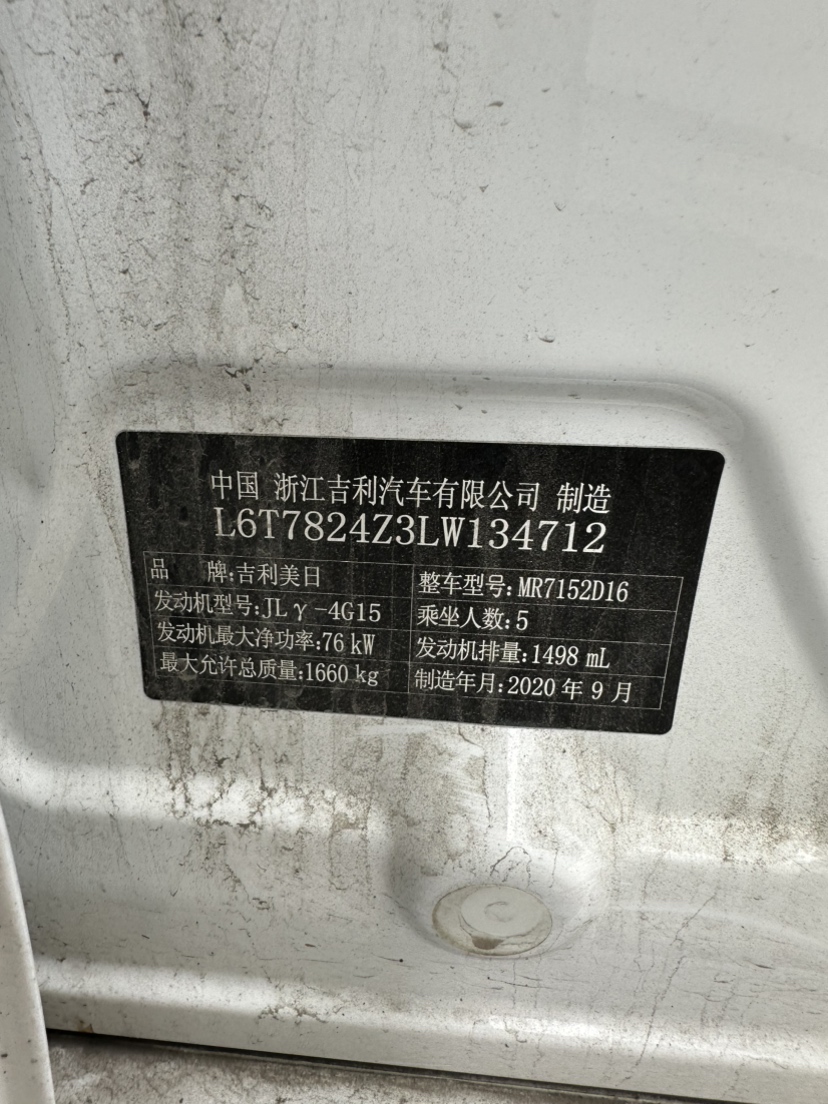 中国 浙江吉利汽车有限公司 制造
L6T7824Z3LW134712
品 牌:吉利美日 整车型号:MR7152D16
发动机型号:JLγ-4G15 乘坐人数:5
发动机最大净功率:76 kW 发动机排量:1498 mL
最大允许总质量:1660 kg 制造年月:2020 年 9 月